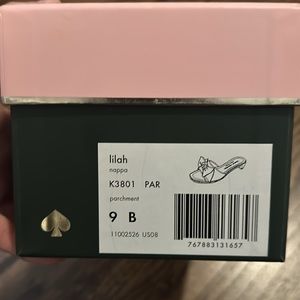 lilah
nappa
K3801 PAR
parchment
9 B
11002526 US08
767883131657